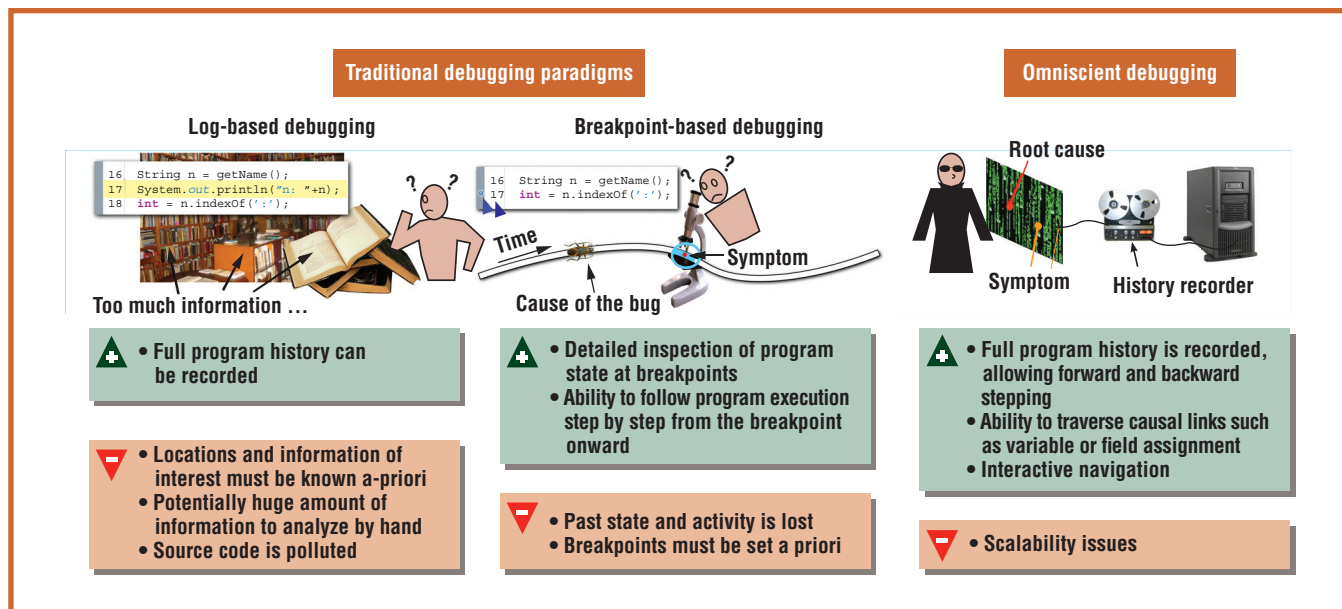 Traditional debugging paradigms
Omniscient debugging
Log-based debugging
16 String n = getName();
17 System.out.println("n: "+n);
18 int = n.indexOf(':');
? ?
Too much information …
Breakpoint-based debugging
16 String n = getName();
17 int = n.indexOf(':');
? ?
Time
Symptom
Cause of the bug
Root cause
Symptom
History recorder
+ • Full program history can
be recorded
– • Locations and information of
interest must be known a-priori
• Potentially huge amount of
information to analyze by hand
• Source code is polluted
+ • Detailed inspection of program
state at breakpoints
• Ability to follow program execution
step by step from the breakpoint
onward
– • Past state and activity is lost
• Breakpoints must be set a priori
+ • Full program history is recorded,
allowing forward and backward
stepping
• Ability to traverse causal links such
as variable or field assignment
• Interactive navigation
– • Scalability issues